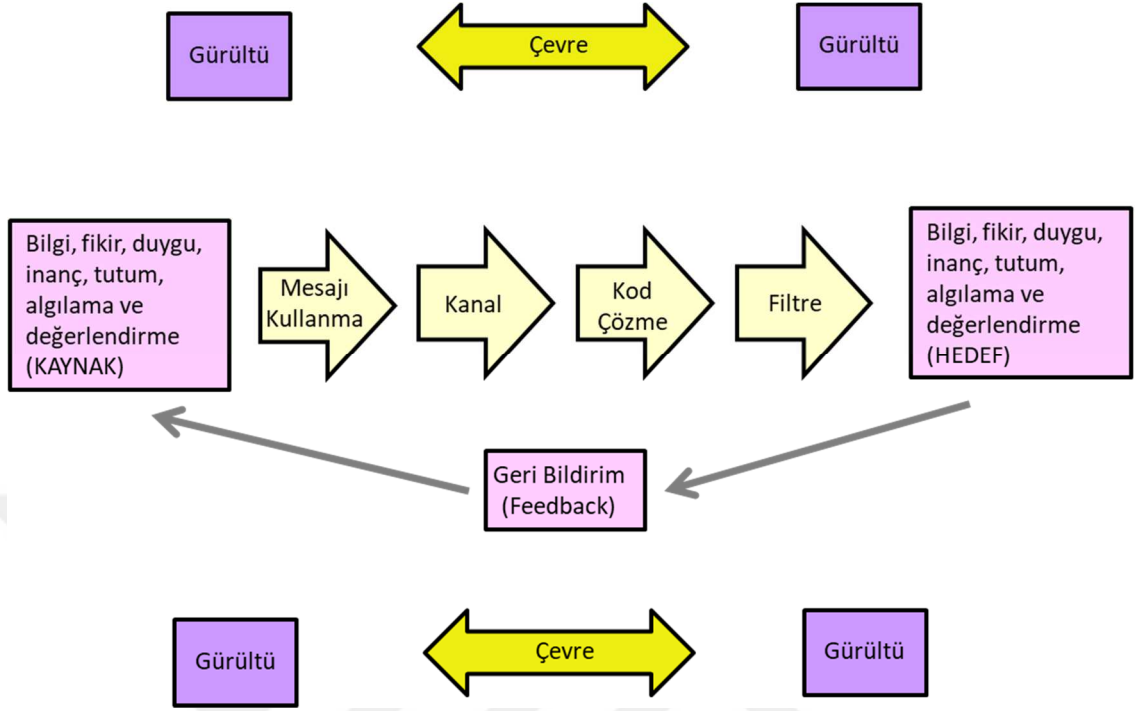 Gürültü
Çevre
Gürültü
Bilgi, fikir, duygu,
inanç, tutum,
algılama ve
değerlendirme
(KAYNAK)
Mesajı
Kullanma
Kanal
Kod
Çözme
Filtre
Bilgi, fikir, duygu,
inanç, tutum,
algılama ve
değerlendirme
(HEDEF)
Geri Bildirim
(Feedback)
Gürültü
Çevre
Gürültü